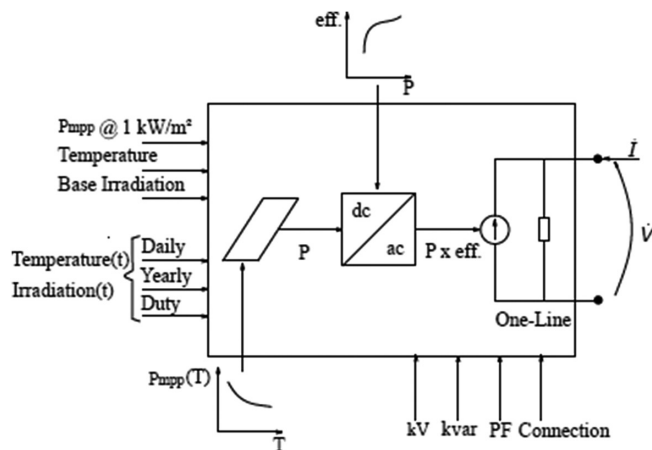 eff.
P
Pmpp @ 1 kW/m²
Temperature
Base Irradiation
Temperature(t)
Irradiation(t)
Daily
Yearly
Duty
P
dc
ac
P x eff.
İ
V̇
One-Line
Pmpp(T)
T
kV kvar PF Connection